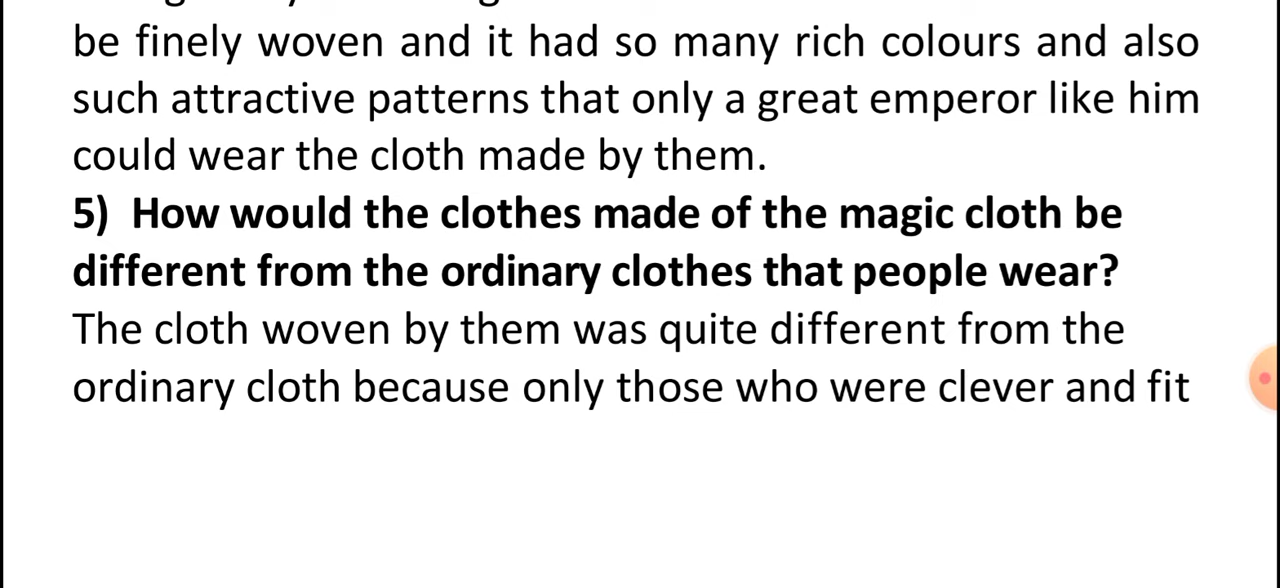 be finely woven and it had so many rich colours and also
such attractive patterns that only a great emperor like him
could wear the cloth made by them.
5) How would the clothes made of the magic cloth be
different from the ordinary clothes that people wear?
The cloth woven by them was quite different from the
ordinary cloth because only those who were clever and fit